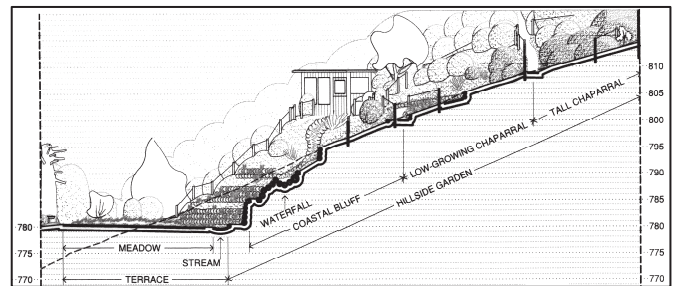 810
805
800
795
790
785
780
775
770
TALL CHAPARRAL
LOW-GROWING CHAPARRAL
HILLSIDE GARDEN
COASTAL BLUFF
WATERFALL
780
775
770
MEADOW
STREAM
TERRACE